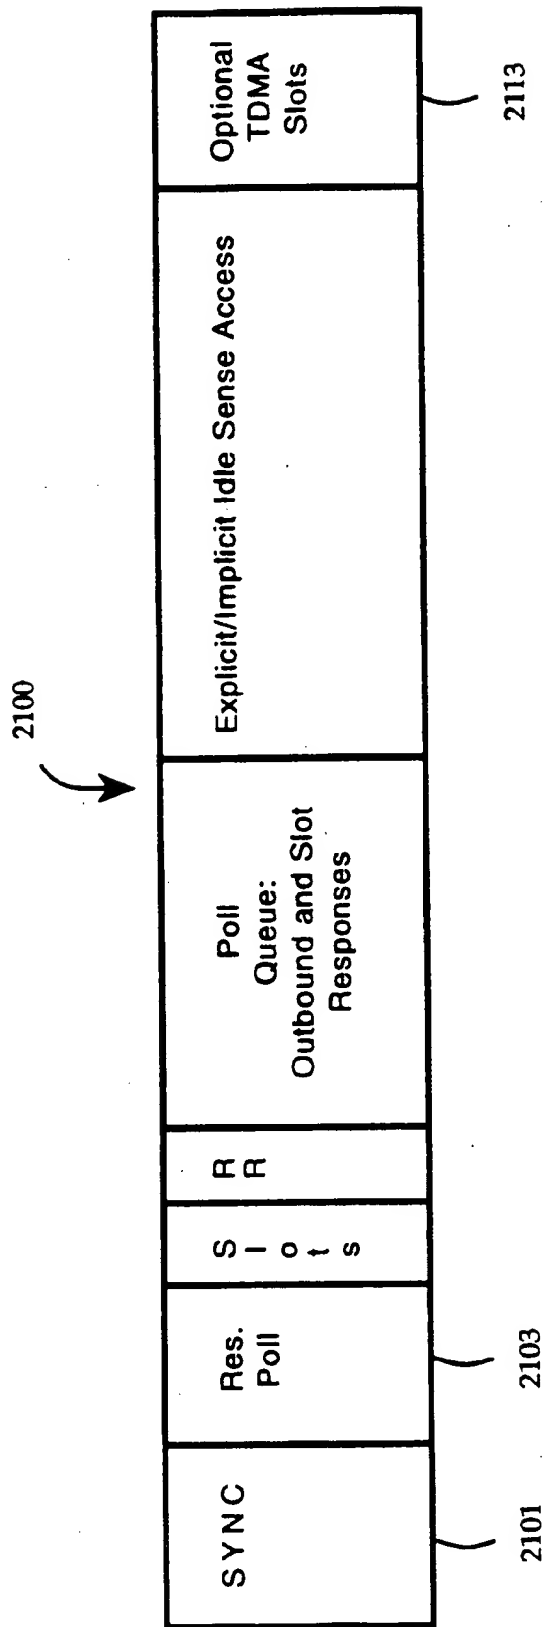 2100
SYNC
Res.
Poll
S
l
o
t
s
R
R
Poll
Queue:
Outbound and Slot
Responses
Explicit/Implicit Idle Sense Access
Optional
TDMA
Slots
2101
2103
2113